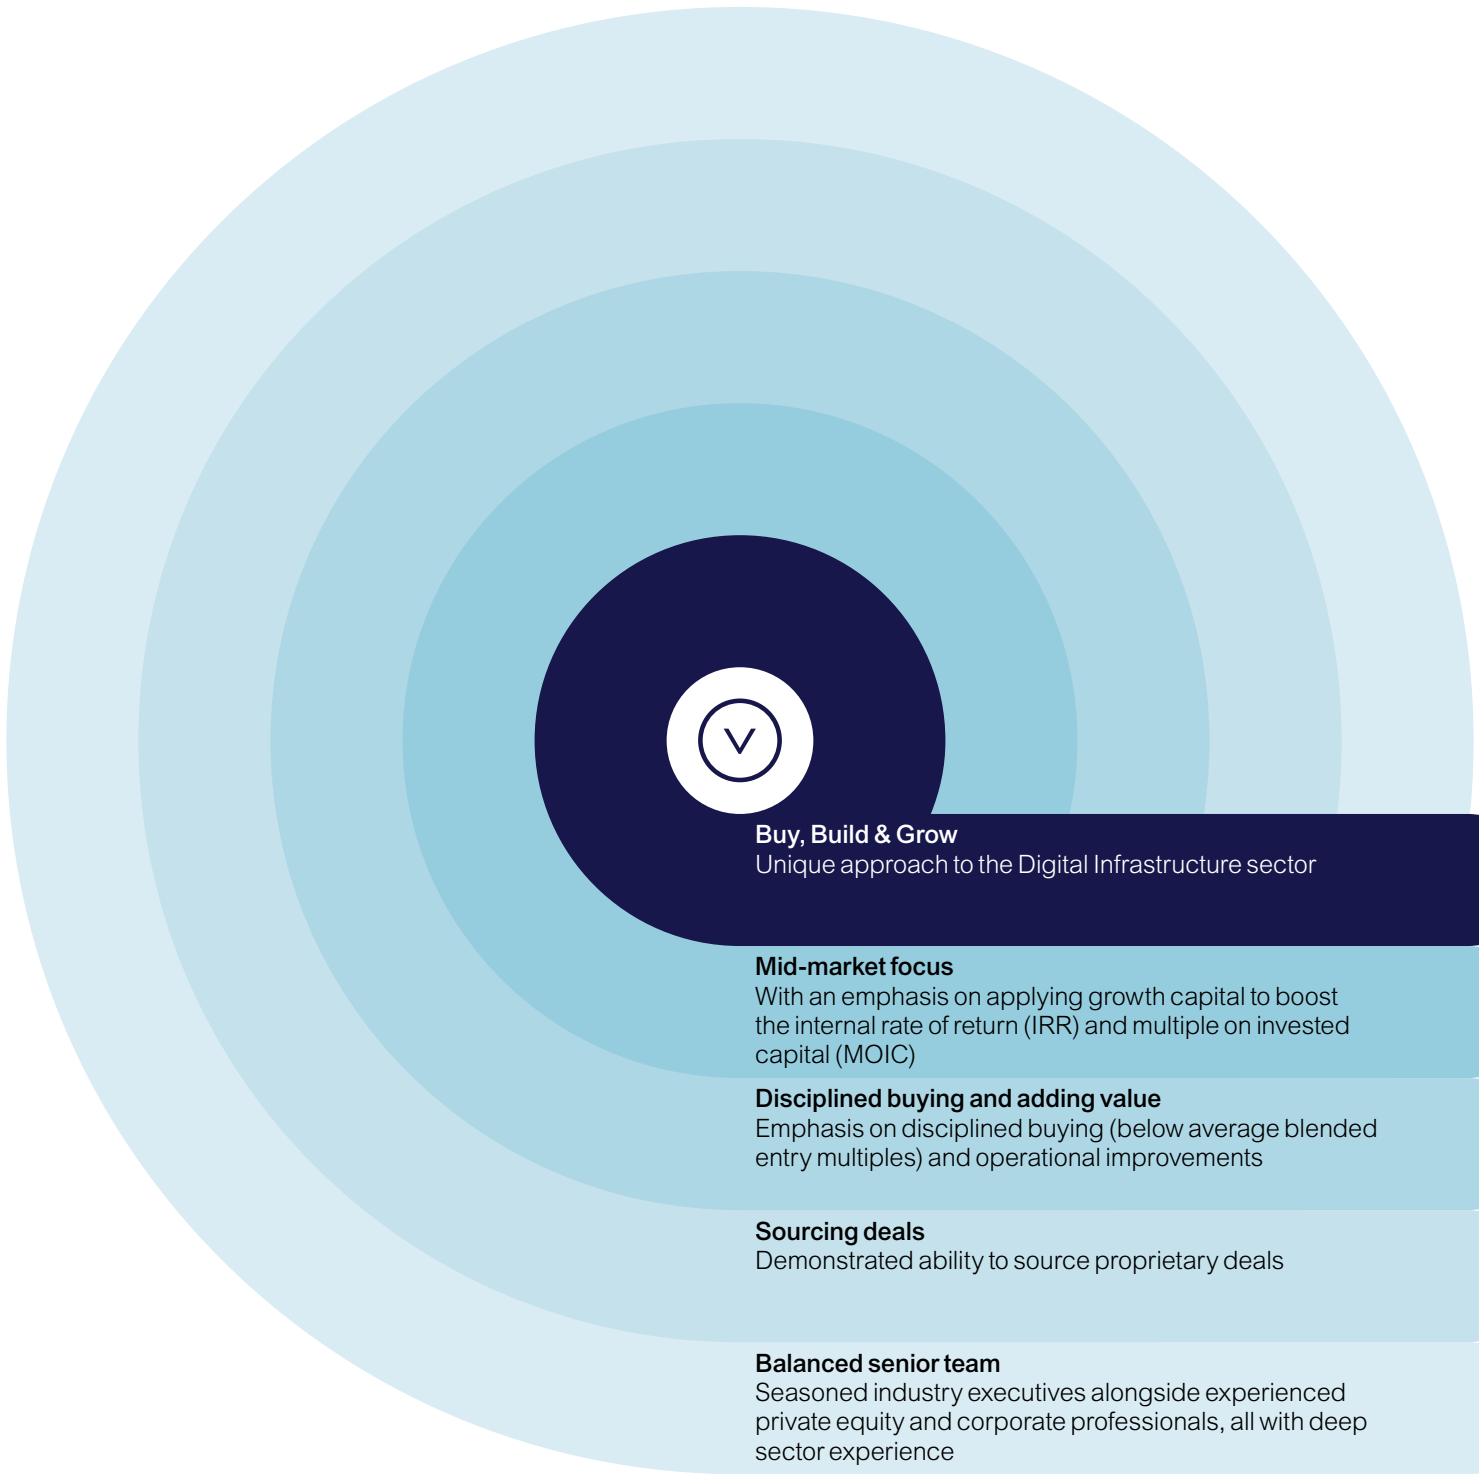 V
Buy, Build & Grow
Unique approach to the Digital Infrastructure sector
Mid-market focus
With an emphasis on applying growth capital to boost
the internal rate of return (IRR) and multiple on invested
capital (MOIC)
Disciplined buying and adding value
Emphasis on disciplined buying (below average blended
entry multiples) and operational improvements
Sourcing deals
Demonstrated ability to source proprietary deals
Balanced senior team
Seasoned industry executives alongside experienced
private equity and corporate professionals, all with deep
sector experience